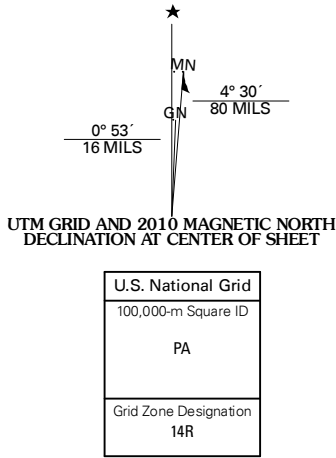 MN
4° 30´
80 MILS
GN
0° 53´
16 MILS
UTM GRID AND 2010 MAGNETIC NORTH
DECLINATION AT CENTER OF SHEET
U.S. National Grid
100,000-m Square ID
PA
Grid Zone Designation
14R